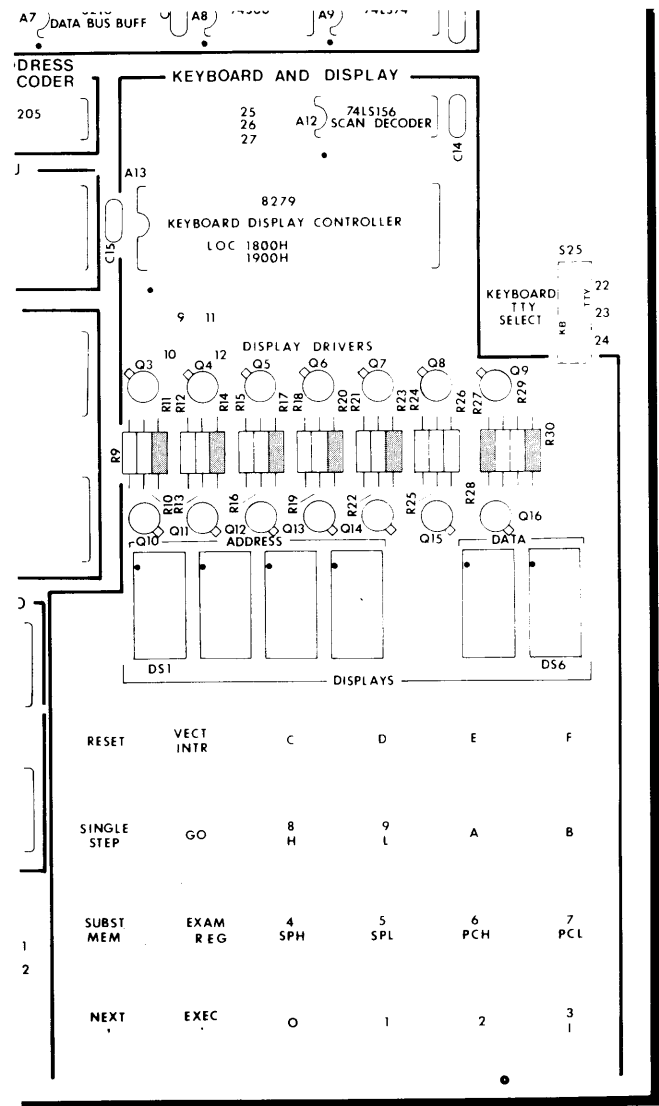 A7
DATA BUS BUFF
A8
A9
DRESS
CODER
205
KEYBOARD AND DISPLAY
25
26
27
A12
74LS156
SCAN DECODER
C14
A13
8279
KEYBOARD DISPLAY CONTROLLER
LOC 1800H
1900H
C15
S25
KEYBOARD
TTY
SELECT
KB
TTY
22
23
24
9 11
DISPLAY DRIVERS
10 12
Q3 Q4 Q5 Q6 Q7 Q8 Q9
R11 R12 R14 R15 R17 R18 R20 R21 R23 R24 R26 R27 R29
R9
R30
R10 R13 R16 R19 R22 R25 R28
Q10 Q11 Q12 Q13 Q14 Q15 Q16
ADDRESS DATA
DS1 DS6
DISPLAYS
RESET
VECT
INTR
C
D
E
F
SINGLE
STEP
GO
8
H
9
L
A
B
SUBST
MEM
EXAM
REG
4
SPH
5
SPL
6
PCH
7
PCL
1
2
NEXT
,
EXEC
.
0
1
2
3
I